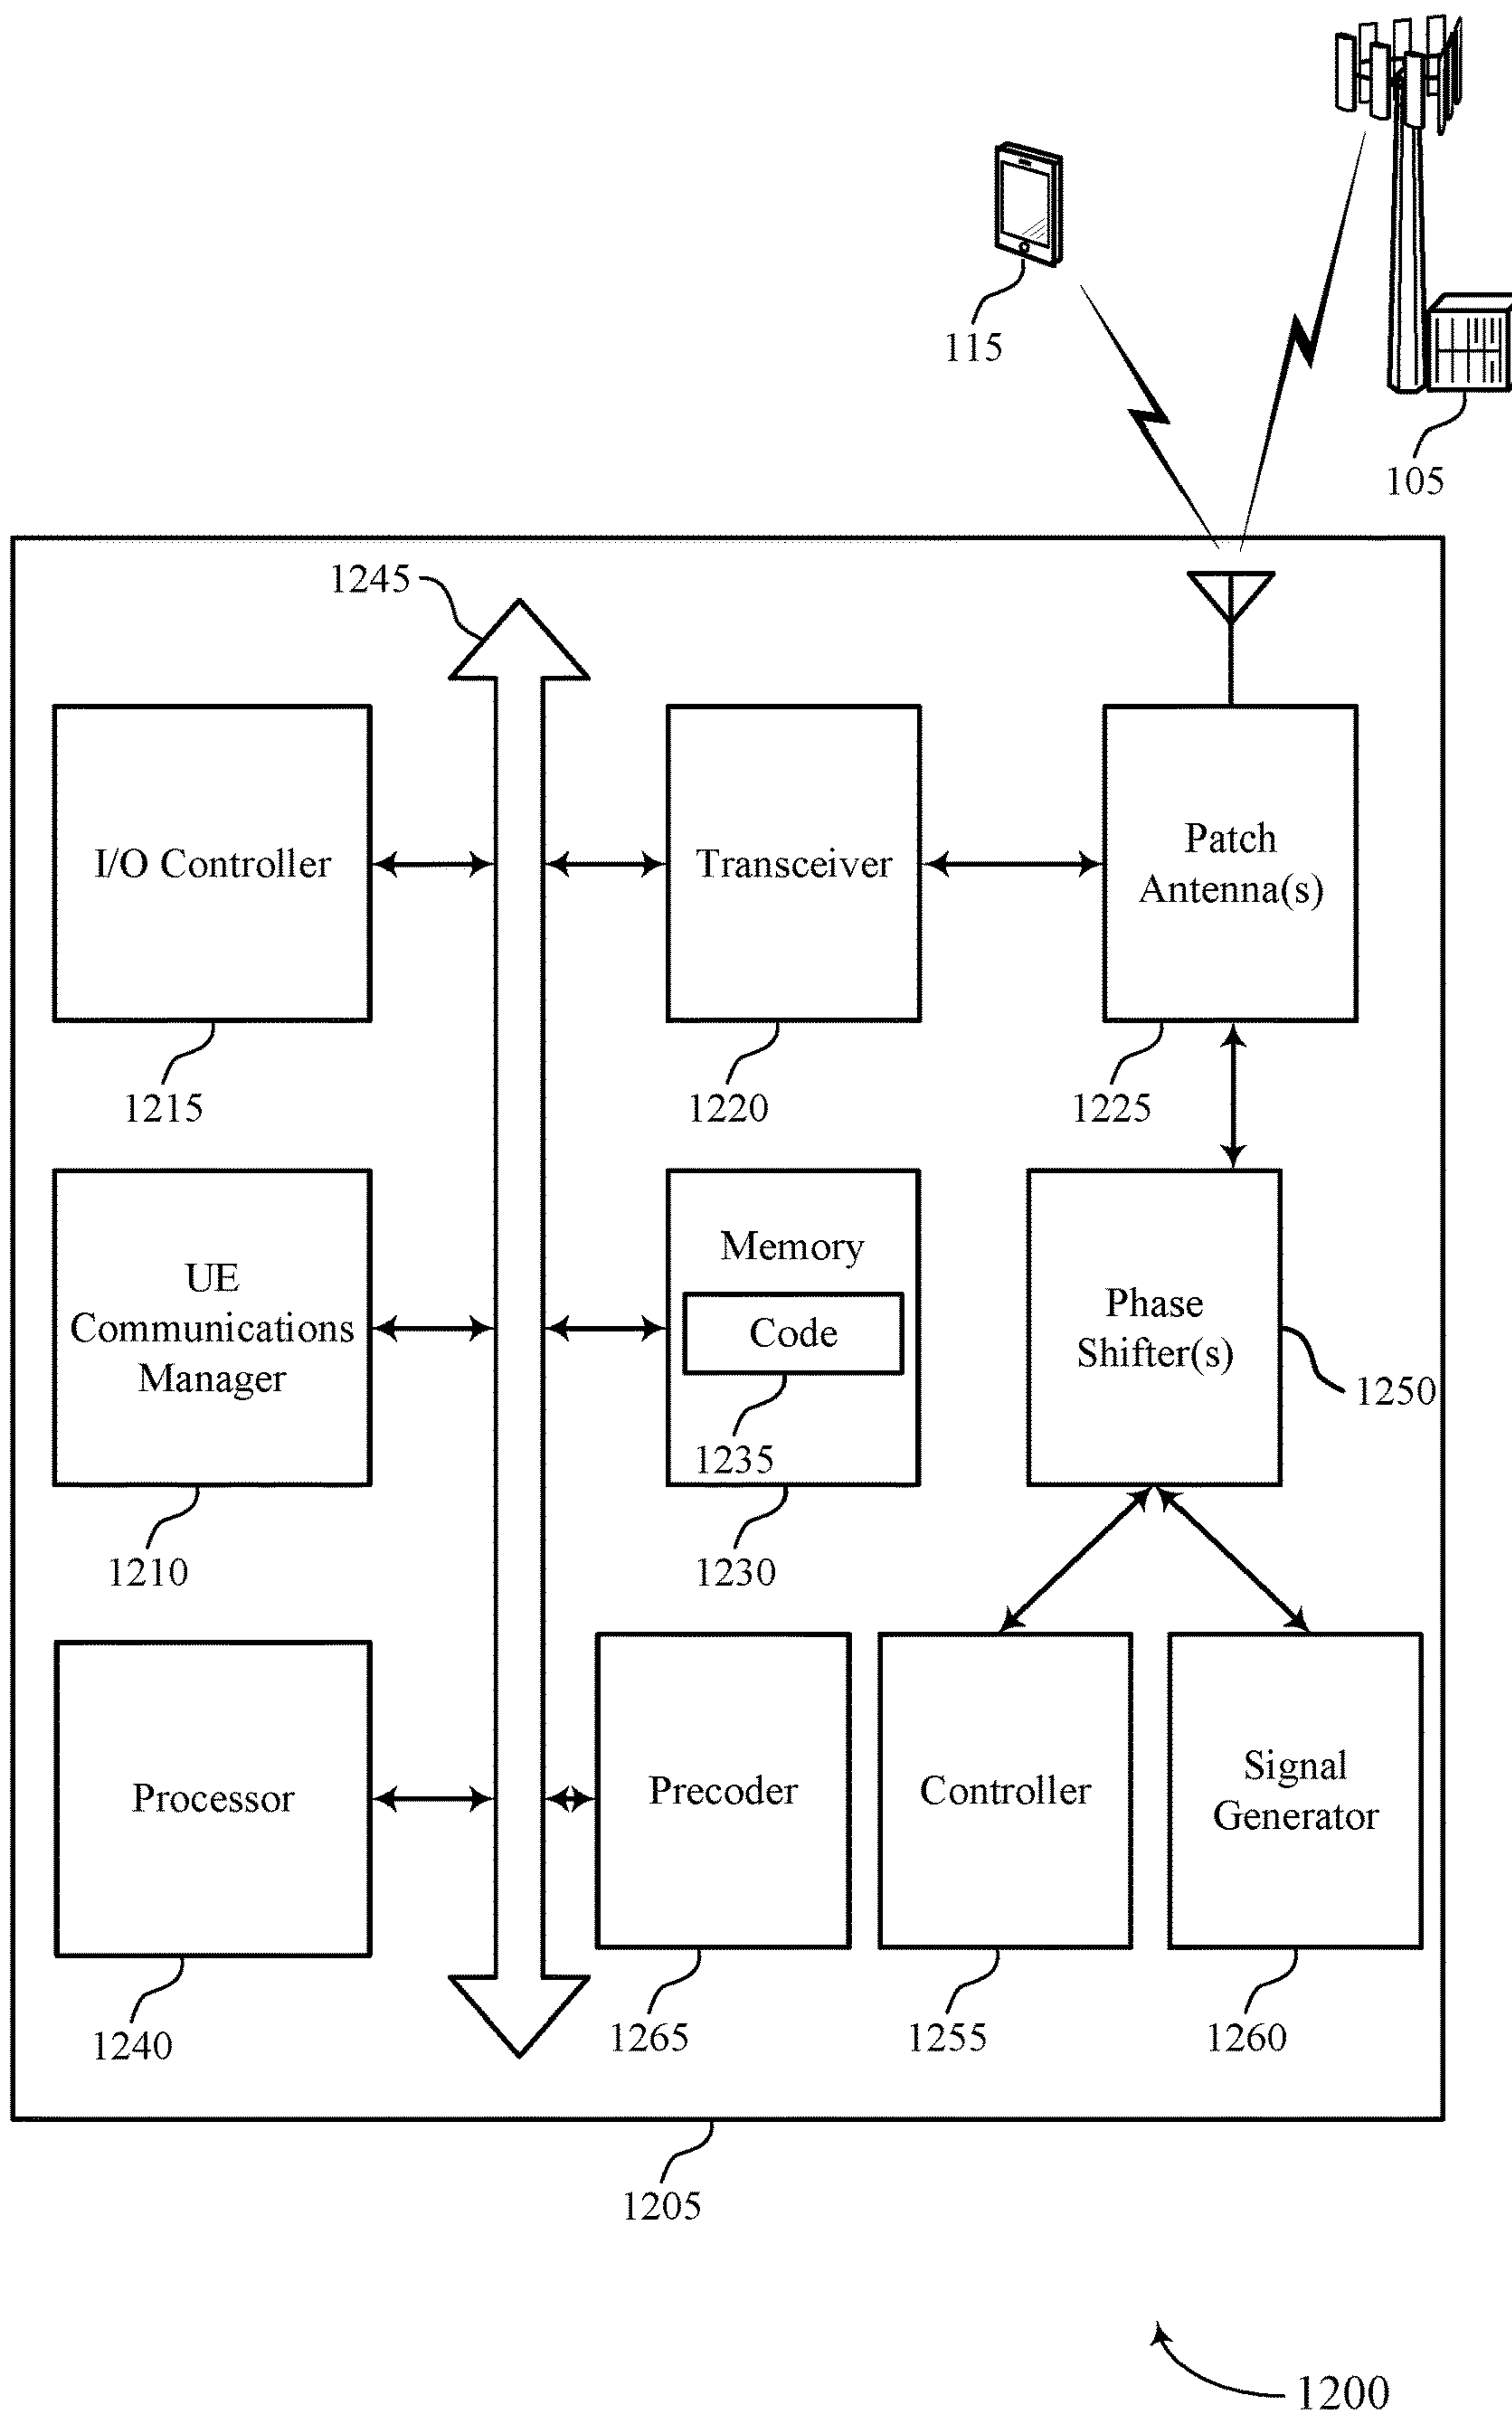 115
105
1245
I/O Controller
Transceiver
Patch
Antenna(s)
1215
1220
1225
UE
Communications
Manager
Memory
Code
1235
Phase
Shifter(s)
1250
1210
1230
Processor
Precoder
Controller
Signal
Generator
1240
1265
1255
1260
1205
1200